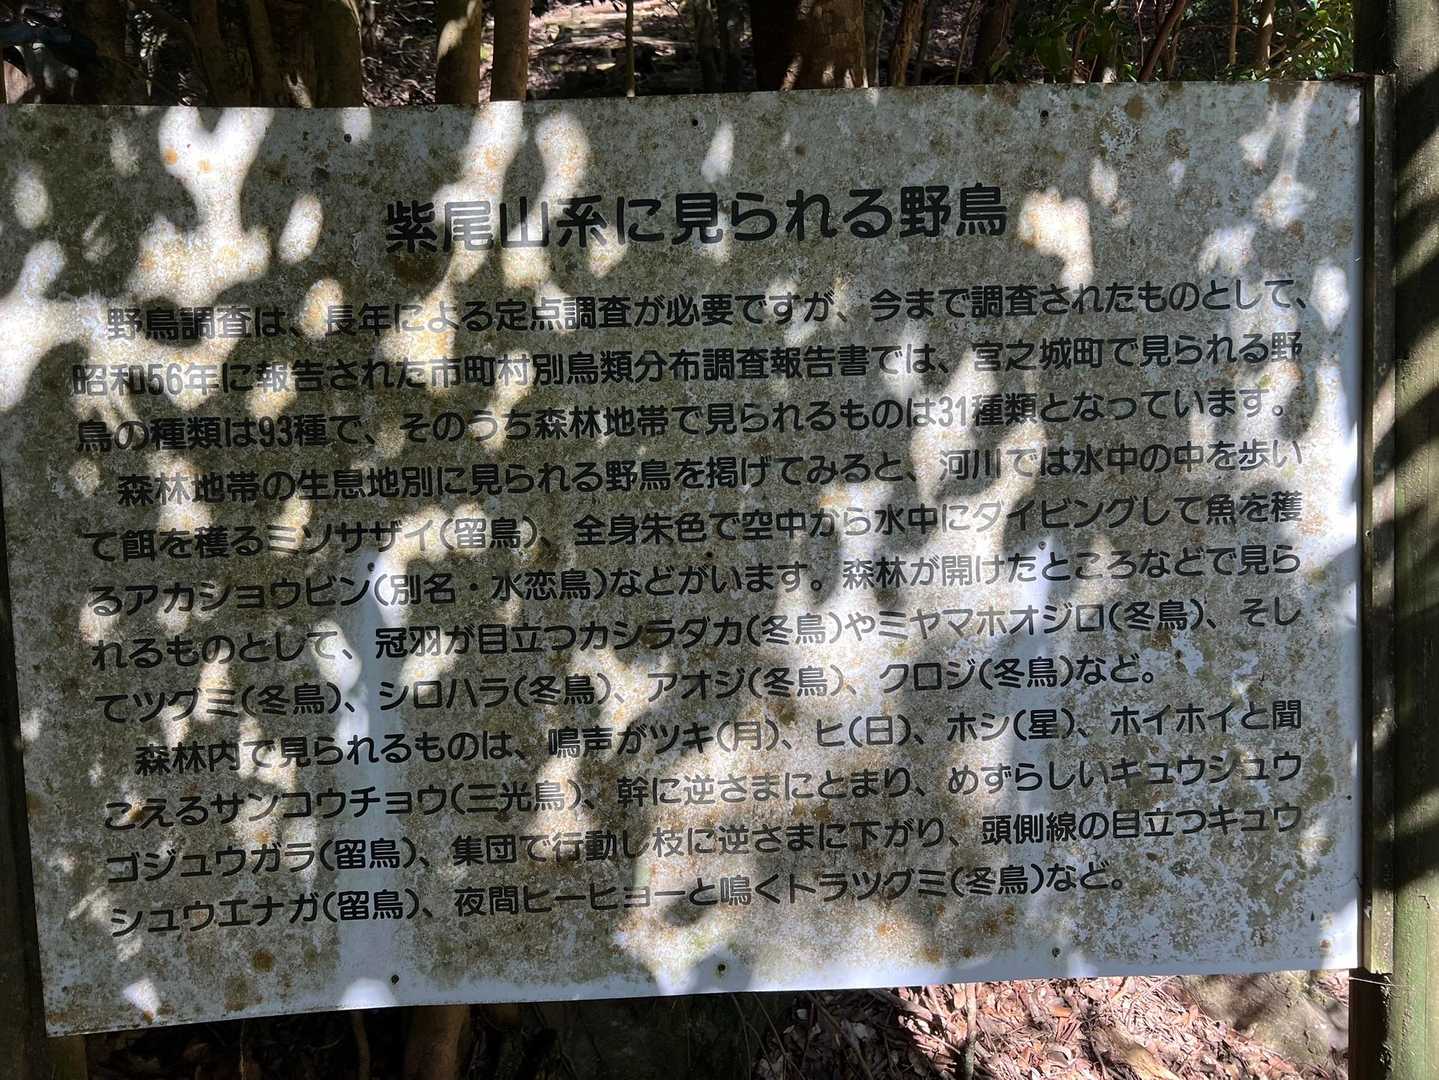 紫尾山系に見られる野鳥
野鳥調査は、長年による定点調査が必要ですが、今まで調査されたものとして、
昭和56年に報告された市町村別鳥類分布調査報告書では、宮之城町で見られる野
鳥の種類は93種で、そのうち森林地帯で見られるものは31種類となっています。
森林地帯の生息地別に見られる野鳥を掲げてみると、河川では水中の中を歩い
て餌を穫るミソサザイ(留鳥)、全身朱色で空中から水中にダイビングして魚を穫
るアカショウビン(別名・水恋鳥)などがいます。森林が開けたところなどで見ら
れるものとして、冠羽が目立つカシラダカ(冬鳥)やミヤマホオジロ(冬鳥)、そし
てツグミ(冬鳥)、シロハラ(冬鳥)、アオジ(冬鳥)、クロジ(冬鳥)など。
森林内で見られるものは、鳴声がツキ(月)、ヒ(日)、ホシ(星)、ホイホイと聞
こえるサンコウチョウ(三光鳥)、幹に逆さまにとまり、めずらしいキュウシュウ
ゴジュウガラ(留鳥)、集団で行動し枝に逆さまに下がり、頭側線の目立つキュウ
シュウエナガ(留鳥)、夜間ヒーヒョーと鳴くトラツグミ(冬鳥)など。